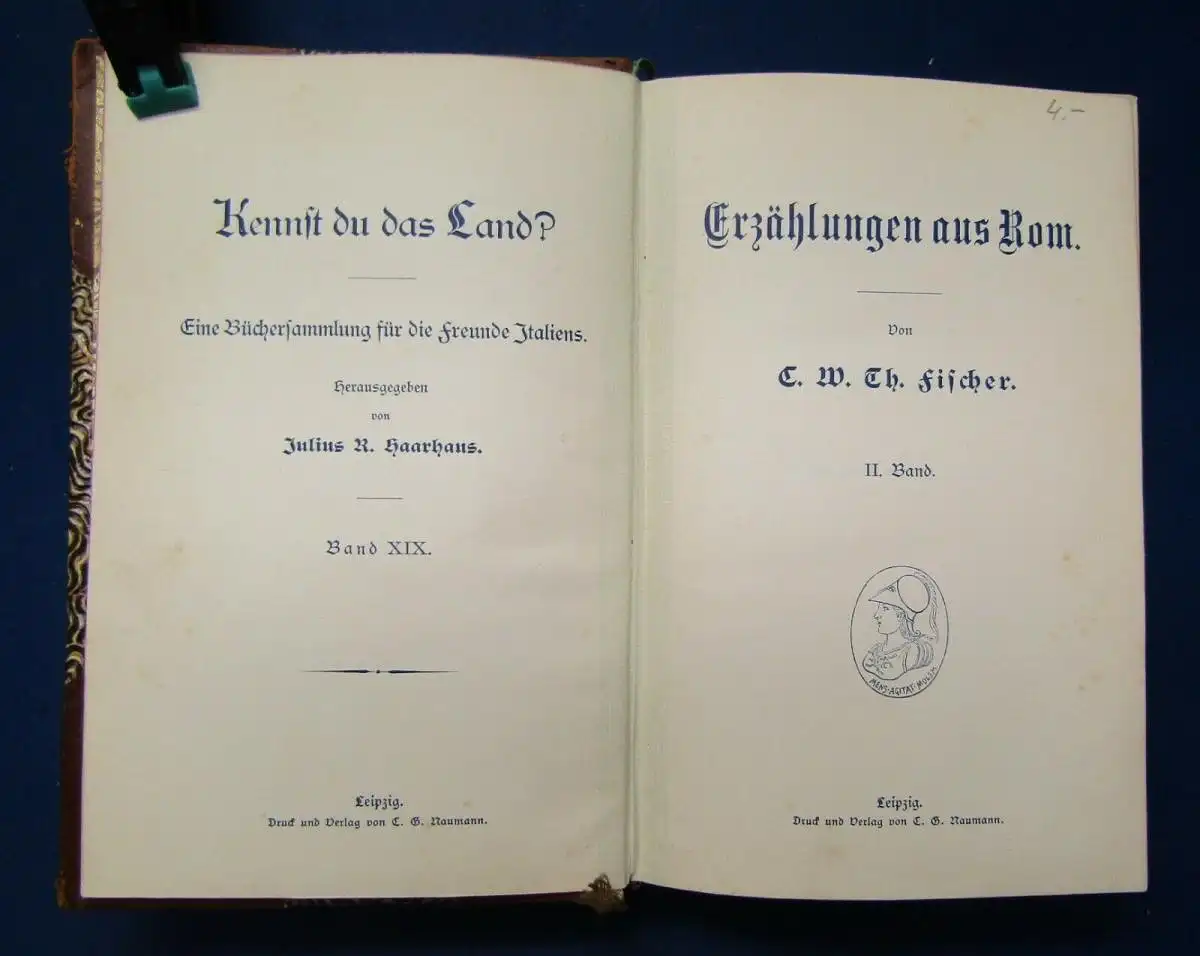 Kennst du das Land?
Eine Büchersammlung für die Freunde Italiens.
Herausgegeben
von
Julius R. Haarhaus.
Band XIX.
Leipzig.
Druck und Verlag von C. G. Naumann.
4.-
Erzählungen aus Rom.
Von
C. W. Th. Fischer.
II. Band.
MENS·AGITAT·MOLEM
Leipzig.
Druck und Verlag von C. G. Naumann.